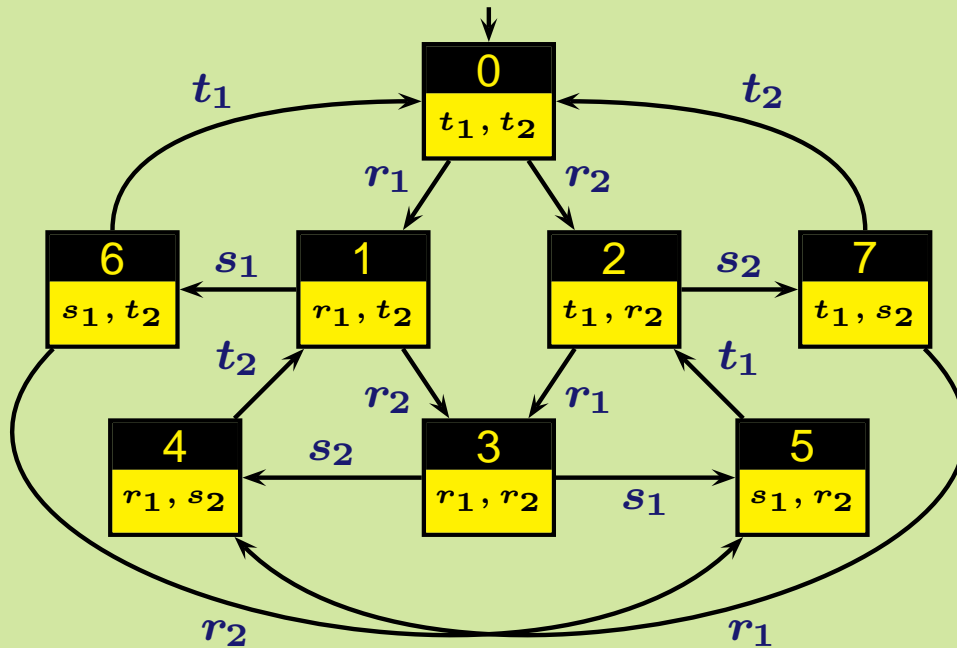 0
t₁
t₂
t₁, t₂
r₁
r₂
6
s₁
1
2
s₂
7
s₁, t₂
r₁, t₂
t₁, r₂
t₁, s₂
t₂
r₂
r₁
t₁
4
s₂
3
5
r₁, s₂
r₁, r₂
s₁
s₁, r₂
r₂
r₁